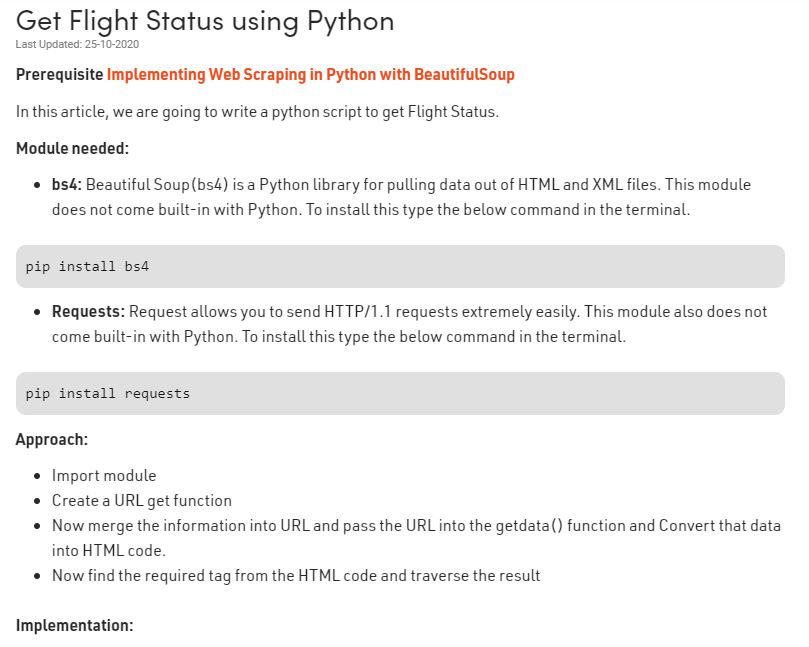 Get Flight Status using Python
Last Updated: 25-10-2020
Prerequisite Implementing Web Scraping in Python with BeautifulSoup
In this article, we are going to write a python script to get Flight Status.
Module needed:
• bs4: Beautiful Soup(bs4) is a Python library for pulling data out of HTML and XML files. This module
does not come built-in with Python. To install this type the below command in the terminal.
pip install bs4
• Requests: Request allows you to send HTTP/1.1 requests extremely easily. This module also does not
come built-in with Python. To install this type the below command in the terminal.
pip install requests
Approach:
• Import module
• Create a URL get function
• Now merge the information into URL and pass the URL into the getdata() function and Convert that data
into HTML code.
• Now find the required tag from the HTML code and traverse the result
Implementation: